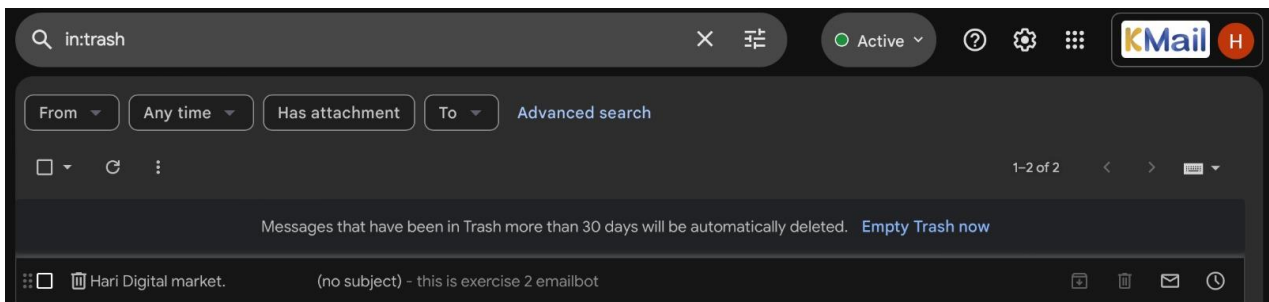 in:trash Active KMail H
From Any time Has attachment To Advanced search
1–2 of 2
Messages that have been in Trash more than 30 days will be automatically deleted. Empty Trash now
Hari Digital market. (no subject) - this is exercise 2 emailbot